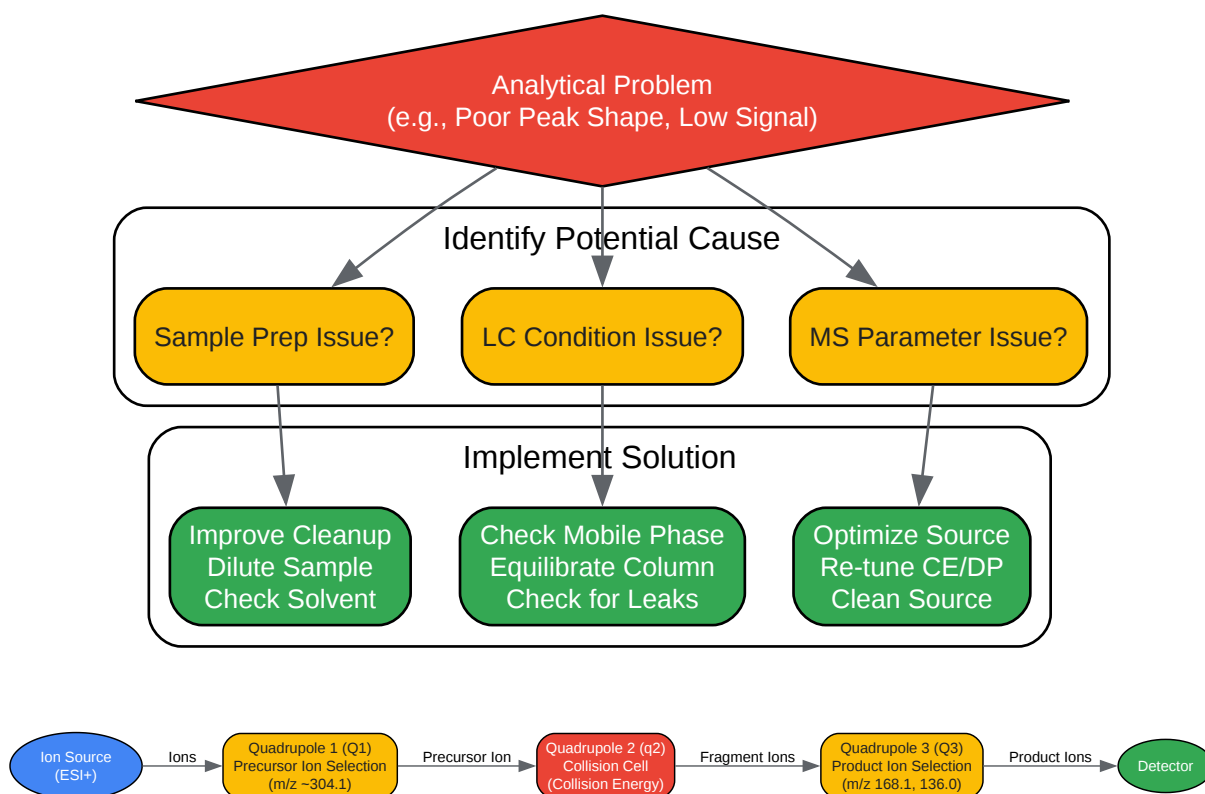 Analytical Problem
(e.g., Poor Peak Shape, Low Signal)
Identify Potential Cause
Sample Prep Issue?
LC Condition Issue?
MS Parameter Issue?
Implement Solution
Improve Cleanup
Dilute Sample
Check Solvent
Check Mobile Phase
Equilibrate Column
Check for Leaks
Optimize Source
Re-tune CE/DP
Clean Source
Ion Source
(ESI+)
Ions
Quadrupole 1 (Q1)
Precursor Ion Selection
(m/z ~304.1)
Precursor Ion
Quadrupole 2 (q2)
Collision Cell
(Collision Energy)
Fragment Ions
Quadrupole 3 (Q3)
Product Ion Selection
(m/z 168.1, 136.0)
Product Ions
Detector